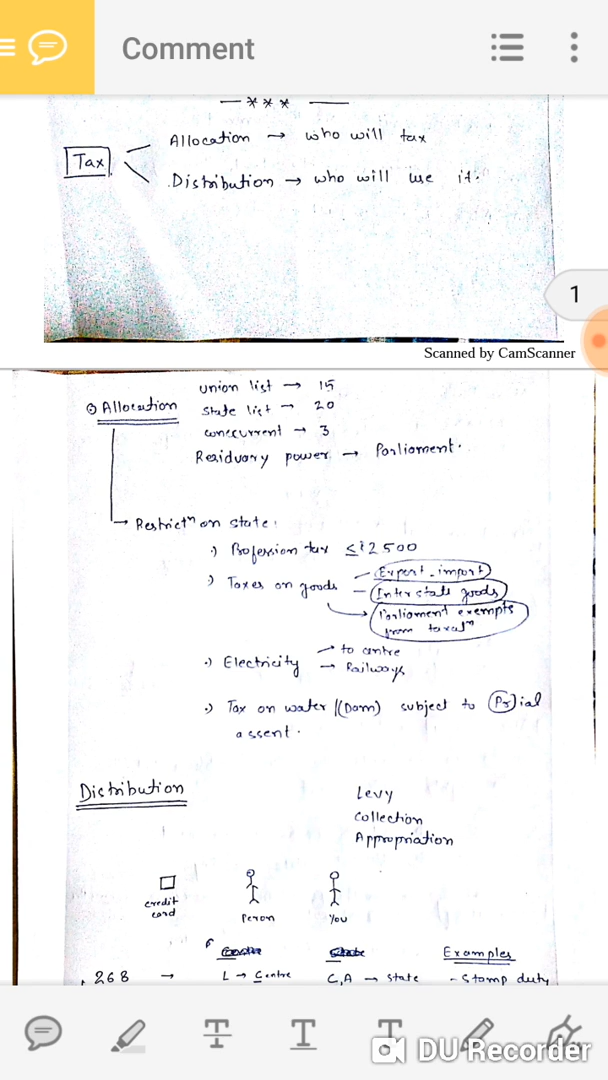 Comment
— * * * —
Tax
Allocation → who will tax
Distribution → who will use it.
1
Scanned by CamScanner
Allocation
Union list → 15
State list → 20
concurrent → 3
Residuary power → Parliament.
→ Restrictⁿ on state:
·) Profession tax ≤ ₹2500
·) Taxes on goods – Export-import
– Inter state goods
Parliament exempts
from taxatⁿ
·) Electricity → to centre
→ Railways
·) Tax on water /(Dam) subject to (Pr)ial
assent.
Distribution
Levy
Collection
Appropriation
credit
card
Person
You
Examples
268 → L → Centre C,A → state - Stamp duty
DU Recorder